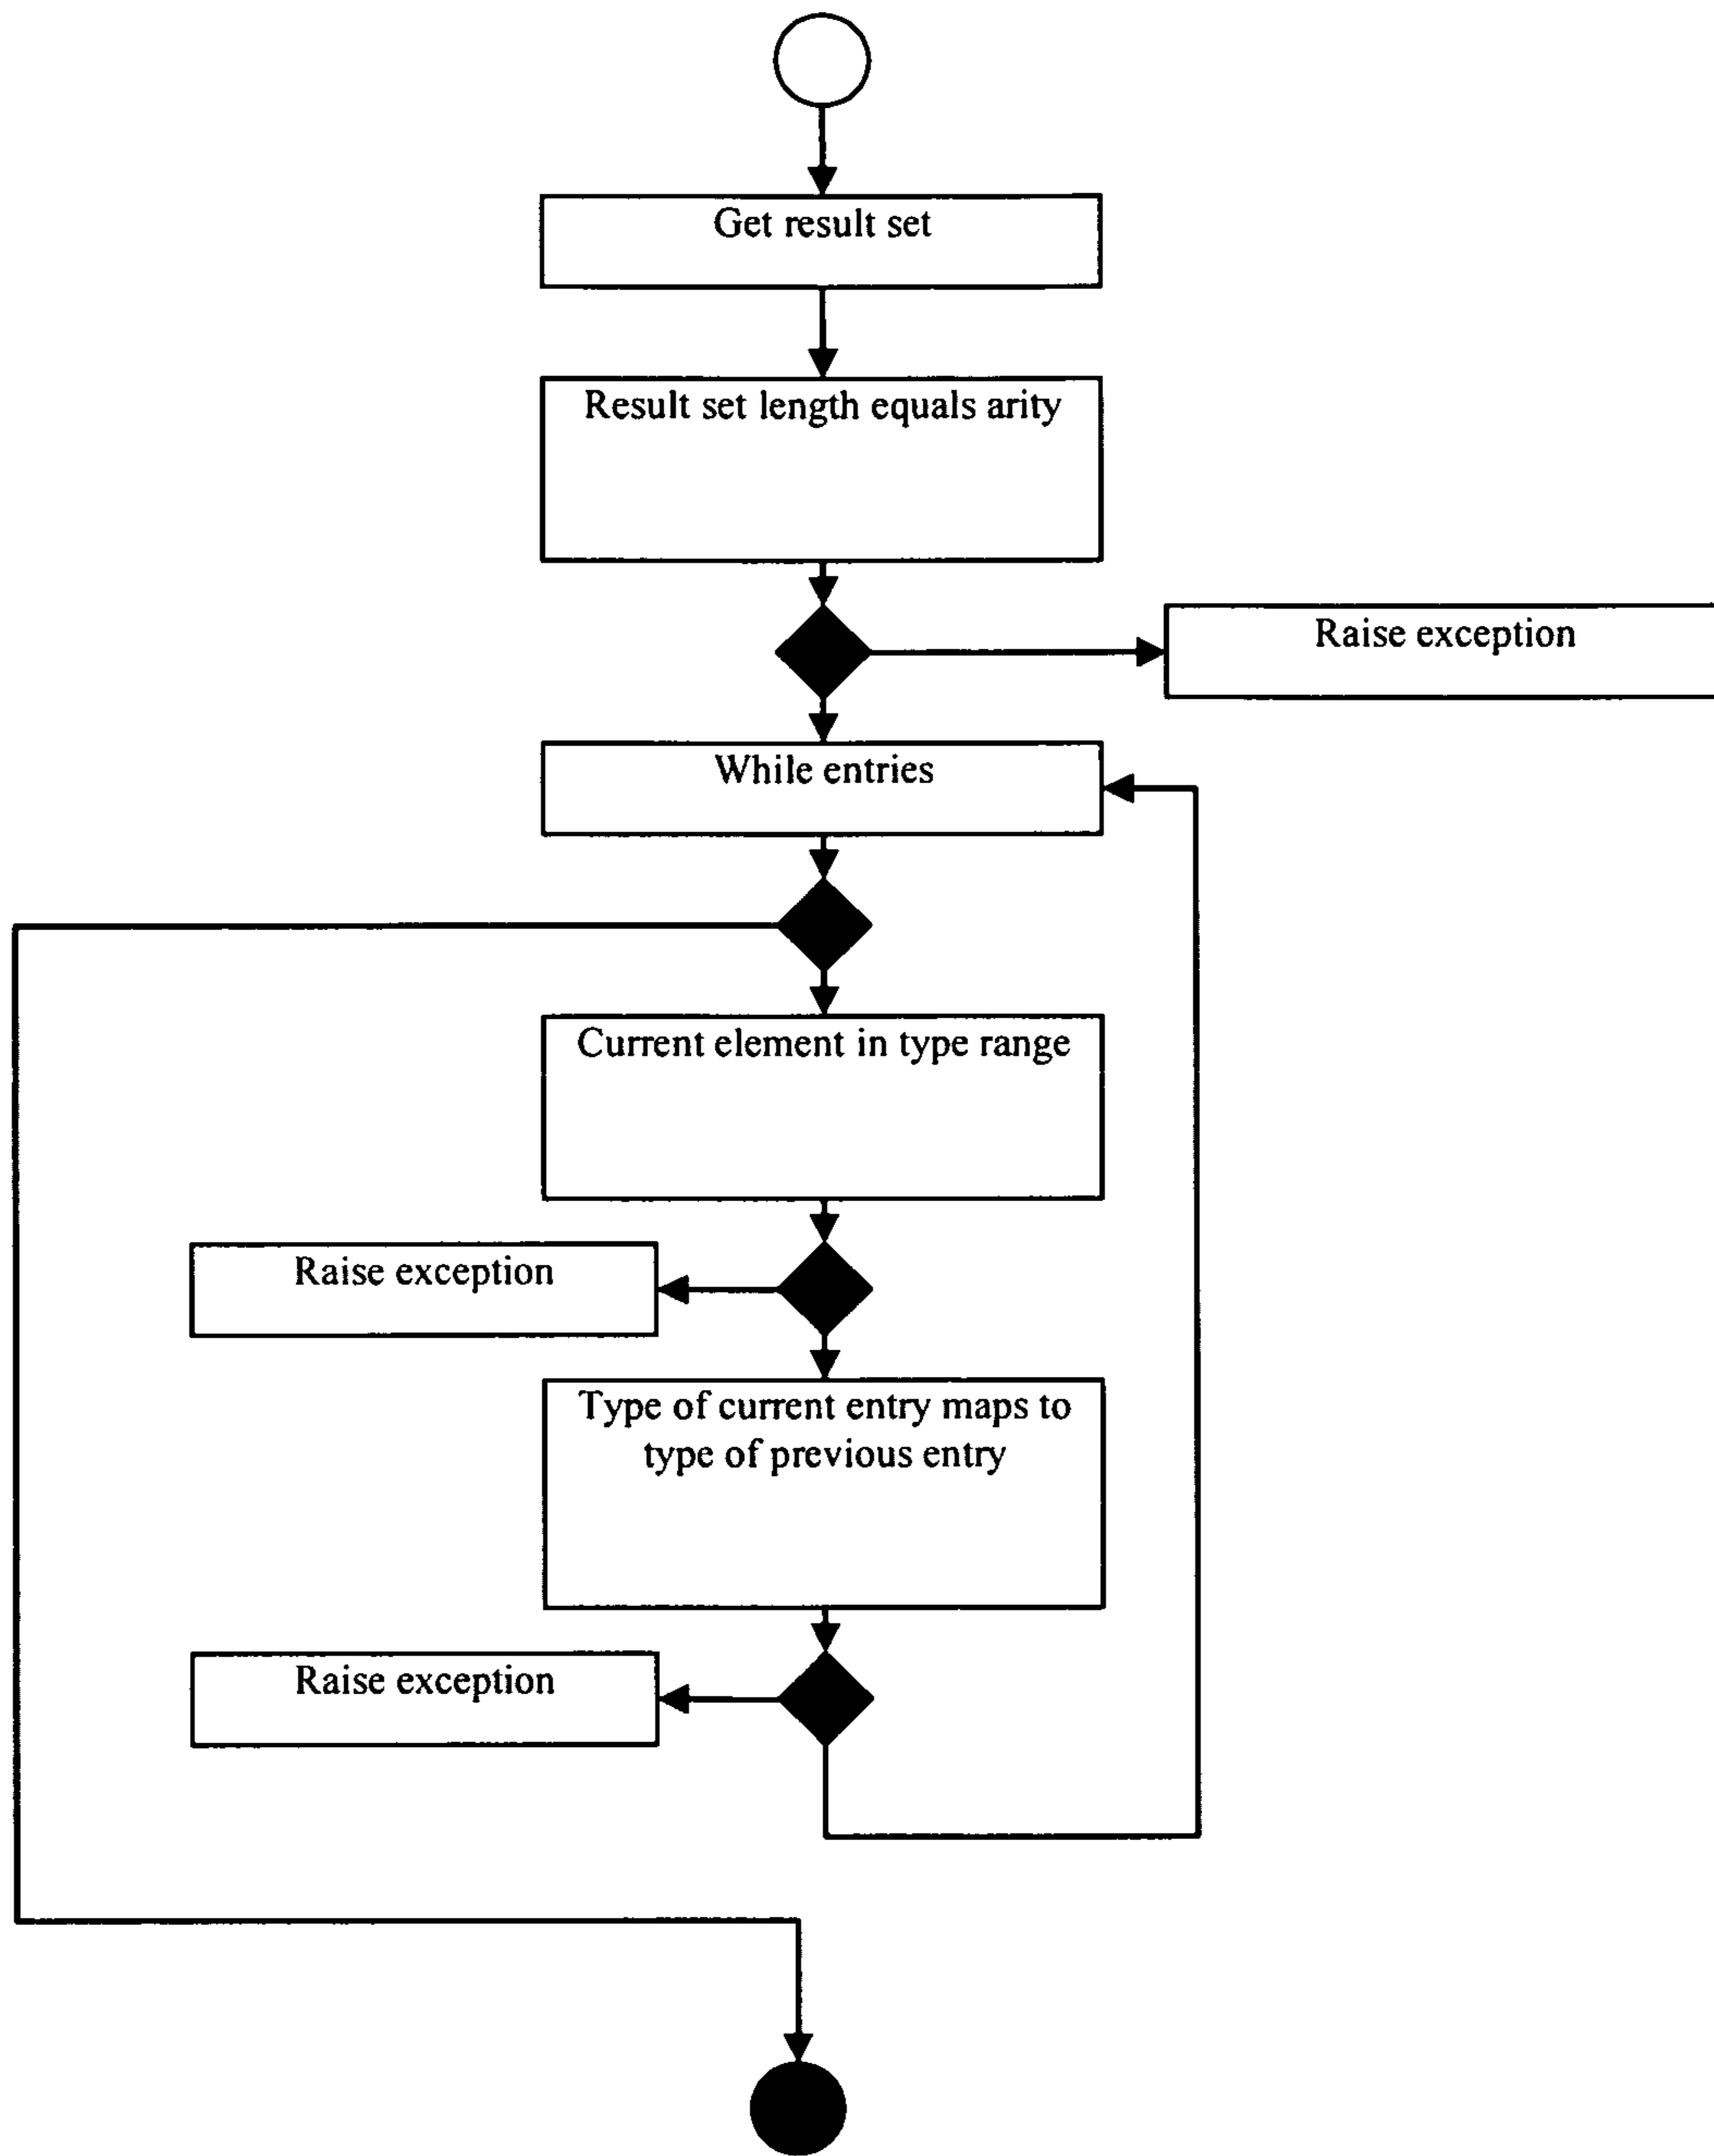 Get result set
Result set length equals arity
Raise exception
While entries
Current element in type range
Raise exception
Type of current entry maps to
type of previous entry
Raise exception